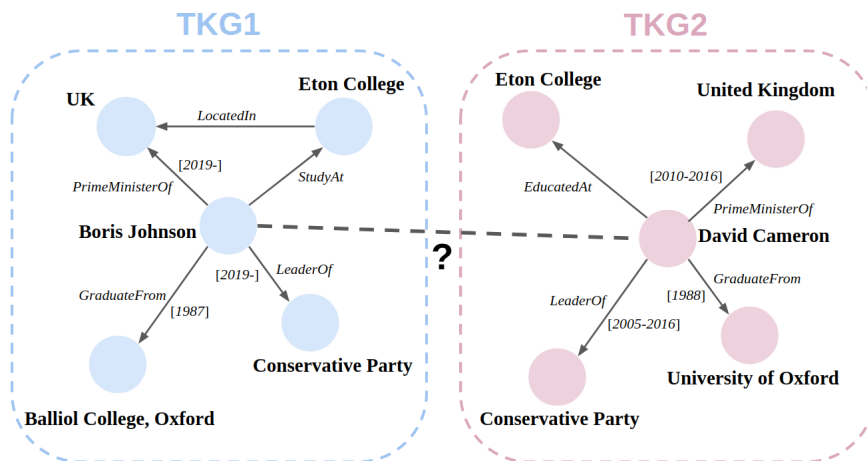 TKG1
TKG2
Eton College
UK
LocatedIn
[2019-]
PrimeMinisterOf
StudyAt
Boris Johnson
[2019-]
LeaderOf
GraduateFrom
[1987]
Conservative Party
Balliol College, Oxford
?
Eton College
United Kingdom
EducatedAt
[2010-2016]
PrimeMinisterOf
David Cameron
GraduateFrom
LeaderOf
[1988]
[2005-2016]
University of Oxford
Conservative Party